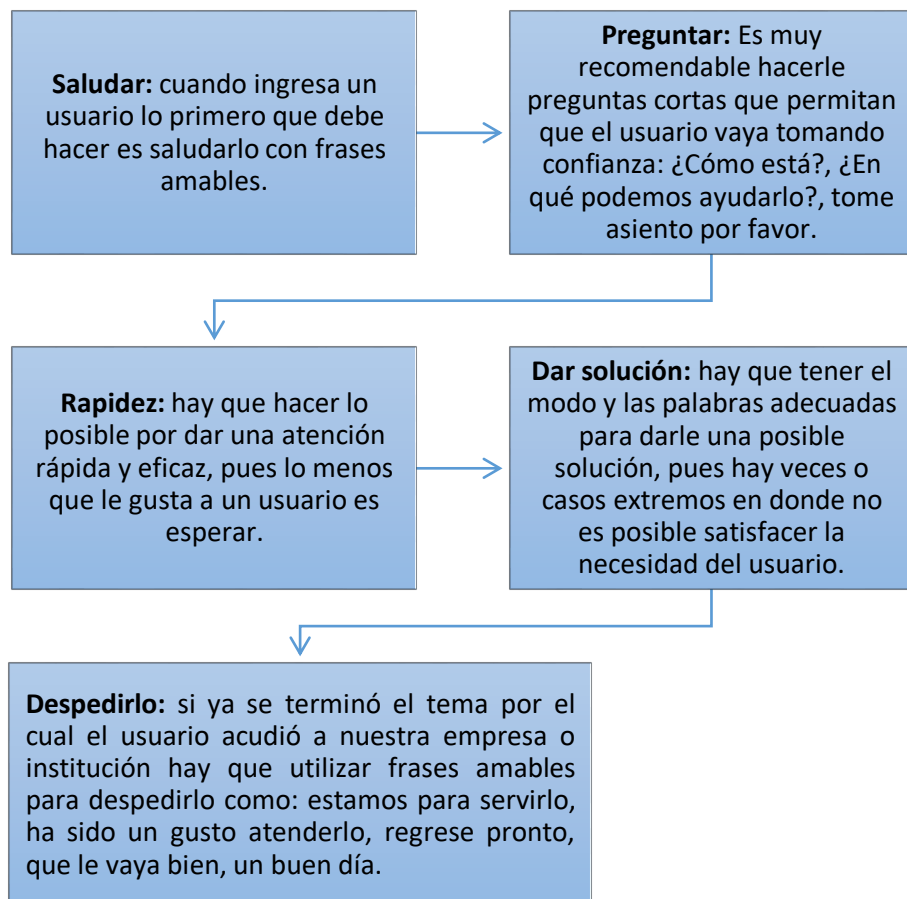 Saludar: cuando ingresa un
usuario lo primero que debe
hacer es saludarlo con frases
amables.
Preguntar: Es muy
recomendable hacerle
preguntas cortas que permitan
que el usuario vaya tomando
confianza: ¿Cómo está?, ¿En
qué podemos ayudarlo?, tome
asiento por favor.
Rapidez: hay que hacer lo
posible por dar una atención
rápida y eficaz, pues lo menos
que le gusta a un usuario es
esperar.
Dar solución: hay que tener el
modo y las palabras adecuadas
para darle una posible
solución, pues hay veces o
casos extremos en donde no
es posible satisfacer la
necesidad del usuario.
Despedirlo: si ya se terminó el tema por el
cual el usuario acudió a nuestra empresa o
institución hay que utilizar frases amables
para despedirlo como: estamos para servirlo,
ha sido un gusto atenderlo, regrese pronto,
que le vaya bien, un buen día.